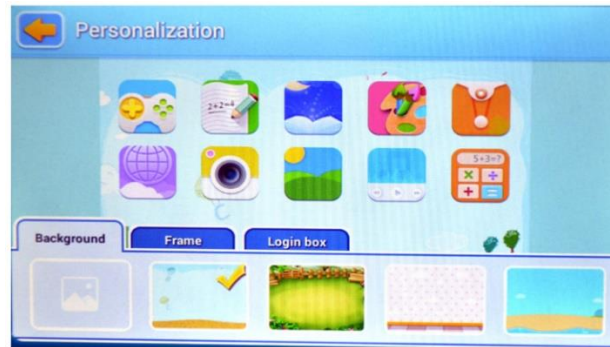 Personalization
2+2=4
5+3=?
Background
Frame
Login box